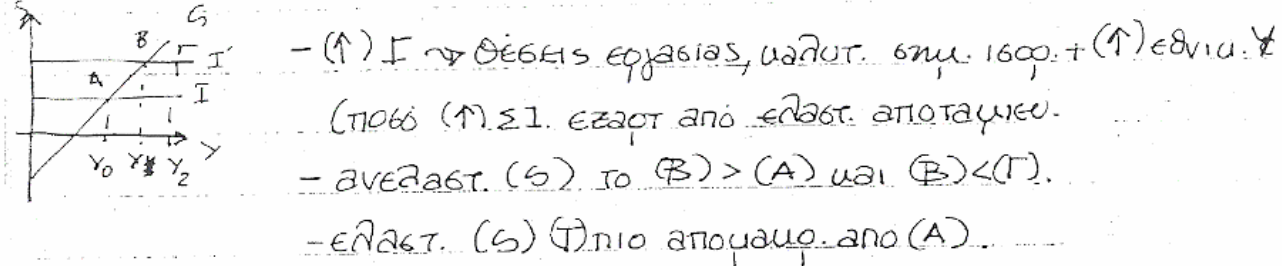 S
G
B
Γ
I'
A
I
Y₀ Y₂ Y
- (↑) I ⇝ θέσεις εργασίας, καλυτ. σημ. ισορ. + (↑) εθνικ. Y
(ποσό (↑) ΣΙ. εξαρτ από ελαστ. αποταμιευ.
- ανελαστ. (S) το (B) > (A) και (B) < (Γ).
- ελαστ. (S) (Γ) πιο απομακρ. από (A).